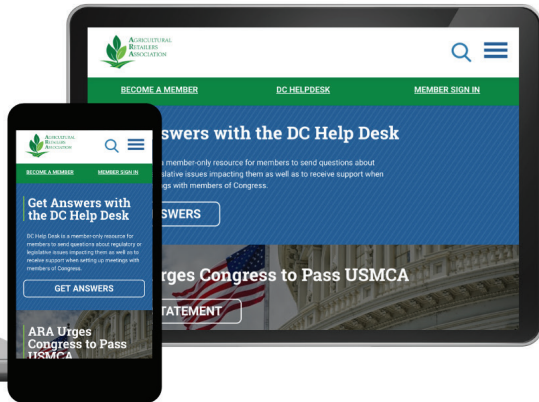 AGRICULTURAL
RETAILERS
ASSOCIATION
BECOME A MEMBER DC HELPDESK MEMBER SIGN IN
swers with the DC Help Desk
a member-only resource for members to send questions about
islative issues impacting them as well as to receive support when
ngs with members of Congress.
SWERS
rges Congress to Pass USMCA
TATEMENT
AGRICULTURAL
RETAILERS
ASSOCIATION
BECOME A MEMBER MEMBER SIGN IN
Get Answers with
the DC Help Desk
DC Help Desk is a member-only resource for
members to send questions about regulatory or
legislative issues impacting them as well as to
receive support when setting up meetings with
members of Congress.
GET ANSWERS
ARA Urges
Congress to Pass
USMCA